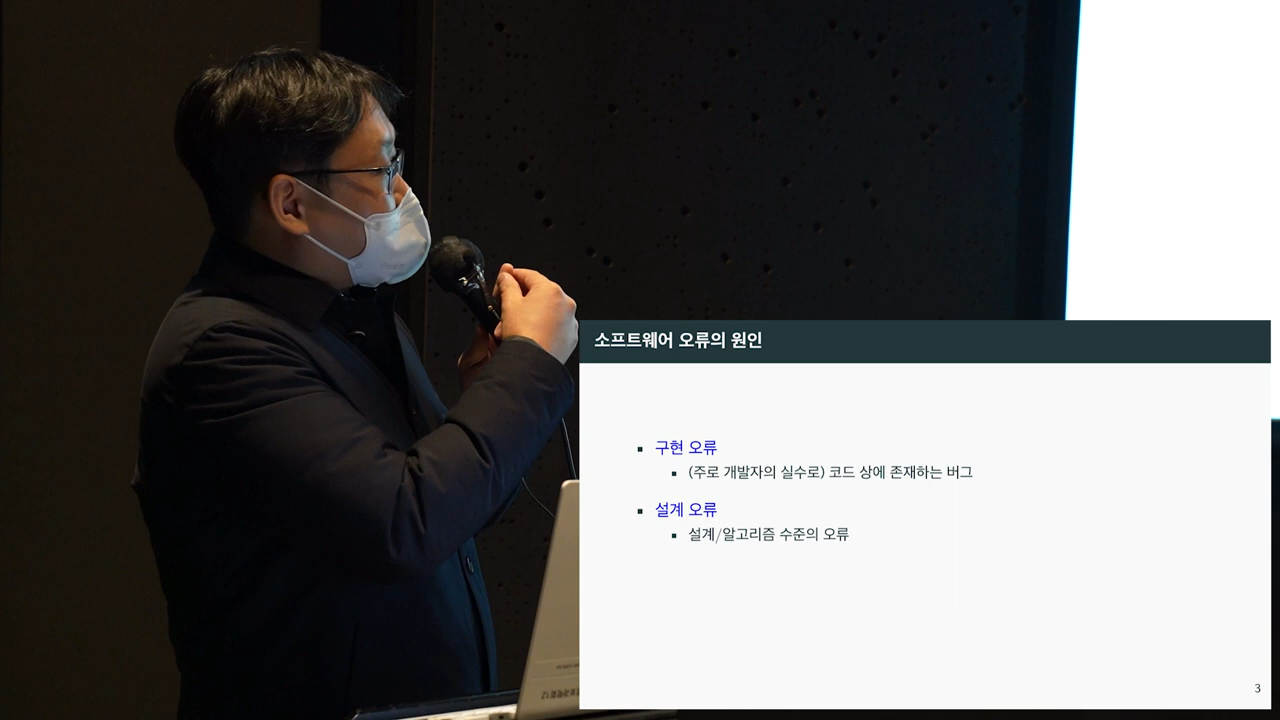 소프트웨어 오류의 원인
구현 오류
(주로 개발자의 실수로) 코드 상에 존재하는 버그
설계 오류
설계/알고리즘 수준의 오류
3